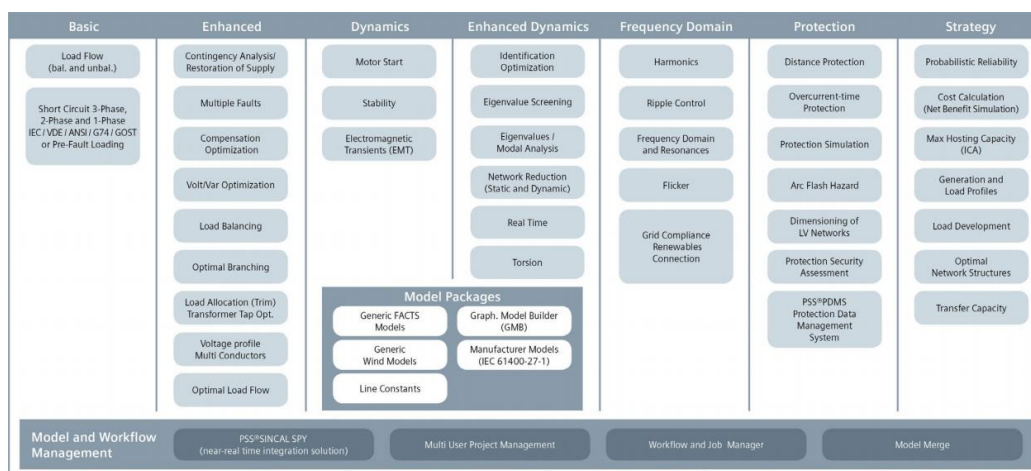 Basic
Load Flow
(bal. and unbal.)
Short Circuit 3-Phase,
2-Phase and 1-Phase
IEC / VDE / ANSI / G74 / GOST
or Pre-Fault Loading
Enhanced
Contingency Analysis/
Restoration of Supply
Multiple Faults
Compensation
Optimization
Volt/Var Optimization
Load Balancing
Optimal Branching
Load Allocation (Trim)
Transformer Tap Opt.
Voltage profile
Multi Conductors
Optimal Load Flow
Dynamics
Motor Start
Stability
Electromagnetic
Transients (EMT)
Enhanced Dynamics
Identification
Optimization
Eigenvalue Screening
Eigenvalues /
Modal Analysis
Network Reduction
(Static and Dynamic)
Real Time
Torsion
Model Packages
Generic FACTS
Models
Generic
Wind Models
Line Constants
Graph. Model Builder
(GMB)
Manufacturer Models
(IEC 61400-27-1)
Frequency Domain
Harmonics
Ripple Control
Frequency Domain
and Resonances
Flicker
Grid Compliance
Renewables
Connection
Protection
Distance Protection
Overcurrent-time
Protection
Protection Simulation
Arc Flash Hazard
Dimensioning of
LV Networks
Protection Security
Assessment
PSS®PDMS
Protection Data
Management
System
Strategy
Probabilistic Reliability
Cost Calculation
(Net Benefit Simulation)
Max Hosting Capacity
(ICA)
Generation and
Load Profiles
Load Development
Optimal
Network Structures
Transfer Capacity
Model and Workflow
Management
PSS®SINCAL SPY
(near-real time integration solution)
Multi User Project Management
Workflow and Job Manager
Model Merge